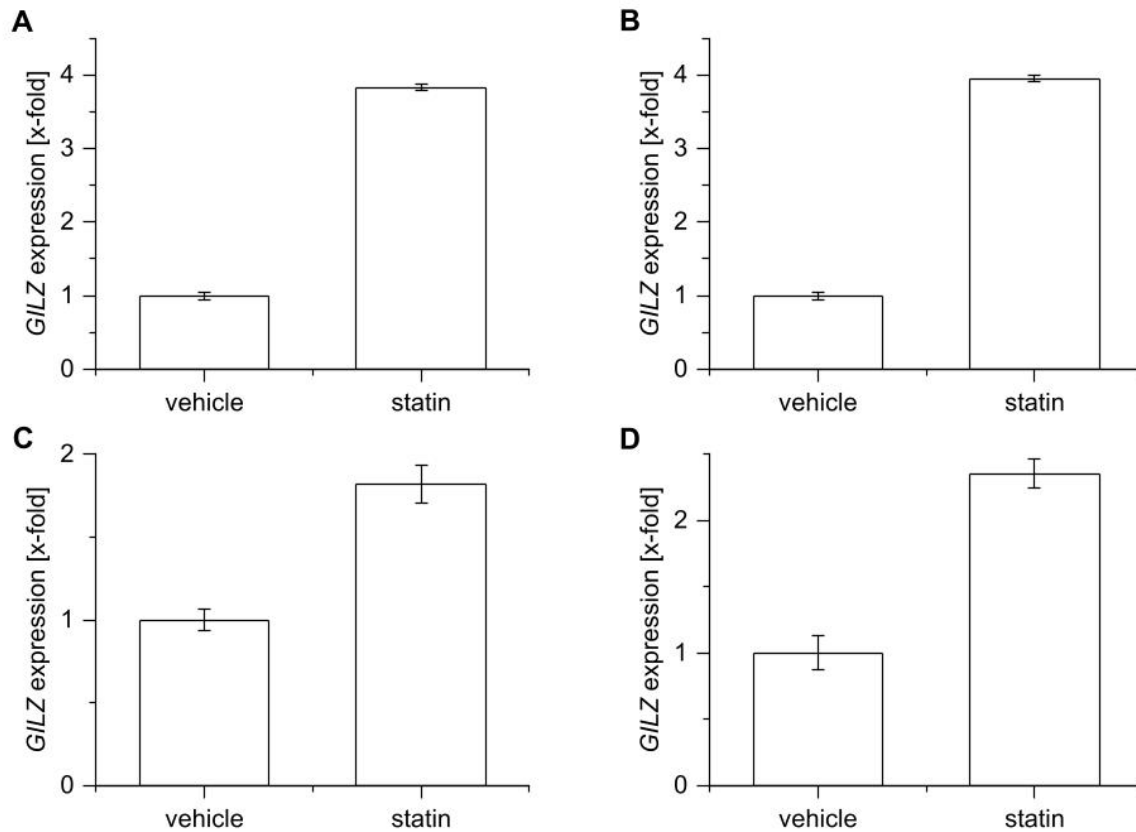 A
GILZ expression [x-fold]
4
3
2
1
0
vehicle statin
B
GILZ expression [x-fold]
4
3
2
1
0
vehicle statin
C
GILZ expression [x-fold]
2
1
0
vehicle statin
D
GILZ expression [x-fold]
2
1
0
vehicle statin